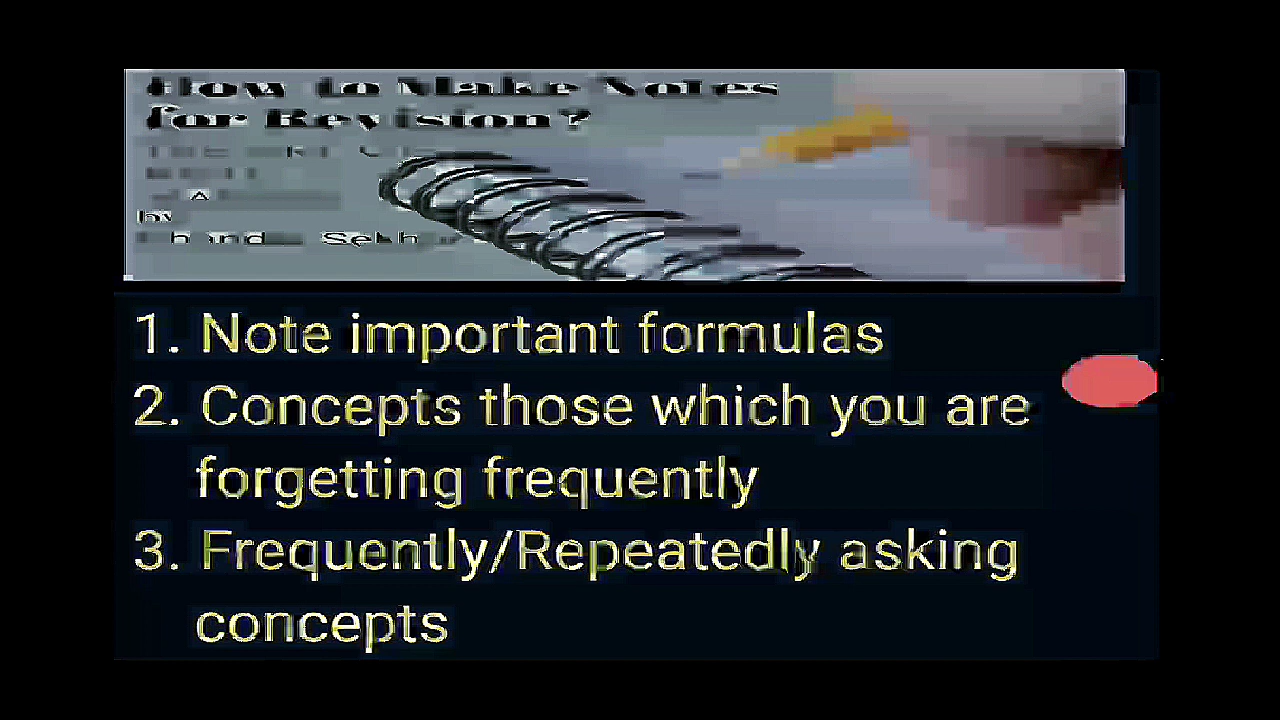 How to Make Notes
for Revision?
by
1. Note important formulas
2. Concepts those which you are
forgetting frequently
3. Frequently/Repeatedly asking
concepts